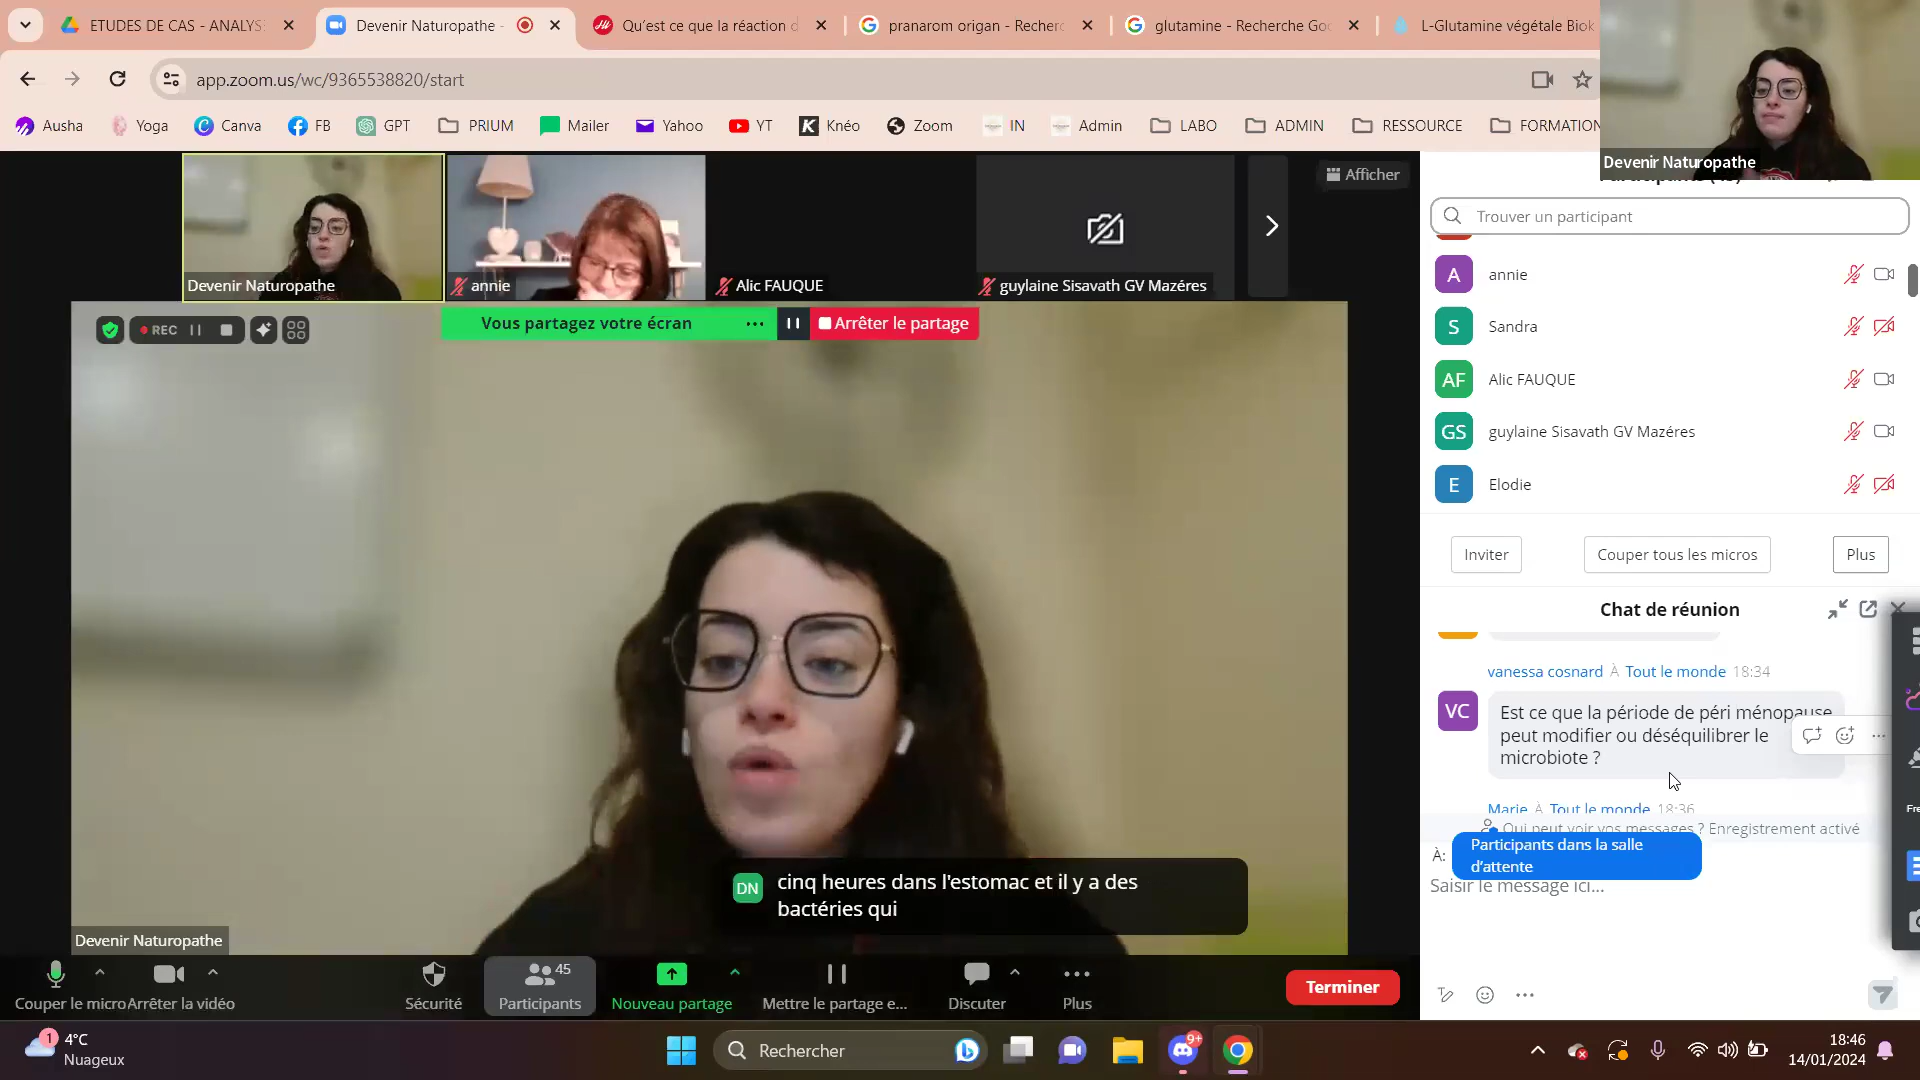 ETUDES DE CAS - ANALYS
Devenir Naturopathe -
Qu'est ce que la réaction d
pranarom origan - Recherc
glutamine - Recherche Goo
L-Glutamine végétale Biok
app.zoom.us/wc/9365538820/start
Ausha
Yoga
Canva
FB
GPT
PRIUM
Mailer
Yahoo
YT
Knéo
Zoom
IN
Admin
LABO
ADMIN
RESSOURCE
FORMATION
Devenir Naturopathe
Devenir Naturopathe
annie
Alic FAUQUE
guylaine Sisavath GV Mazéres
Afficher
REC
Vous partagez votre écran
Arrêter le partage
Trouver un participant
A
annie
S
Sandra
AF
Alic FAUQUE
GS
guylaine Sisavath GV Mazéres
E
Elodie
Inviter
Couper tous les micros
Plus
Chat de réunion
vanessa cosnard À Tout le monde 18:34
VC
Est ce que la période de péri ménopause
peut modifier ou déséquilibrer le
microbiote ?
Marie À Tout le monde 18:36
Qui peut voir vos messages ? Enregistrement activé
À:
Participants dans la salle
d'attente
Saisir le message ici...
DN
cinq heures dans l'estomac et il y a des
bactéries qui
Devenir Naturopathe
Couper le micro
Arrêter la vidéo
Sécurité
45
Participants
Nouveau partage
Mettre le partage e...
Discuter
Plus
Terminer
1
4°C
Nuageux
Rechercher
9+
18:46
14/01/2024